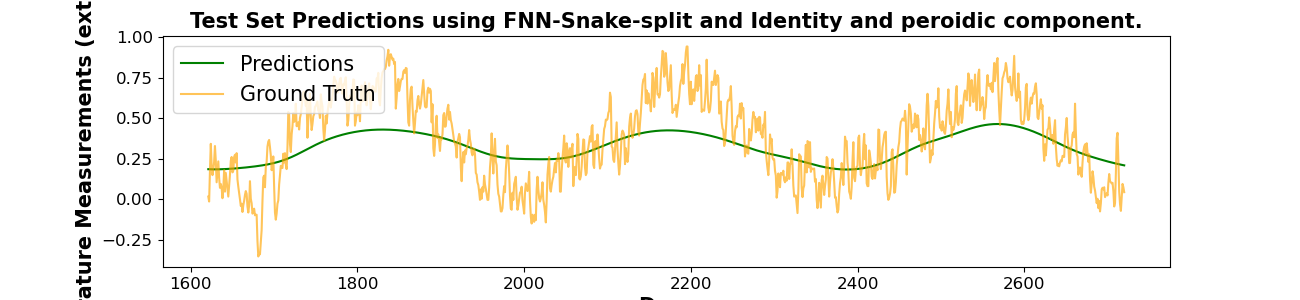 Test Set Predictions using FNN-Snake-split and Identity and peroidic component.
rature Measurements (ext
1.00
0.75
0.50
0.25
0.00
−0.25
Predictions
Ground Truth
1600 1800 2000 2200 2400 2600